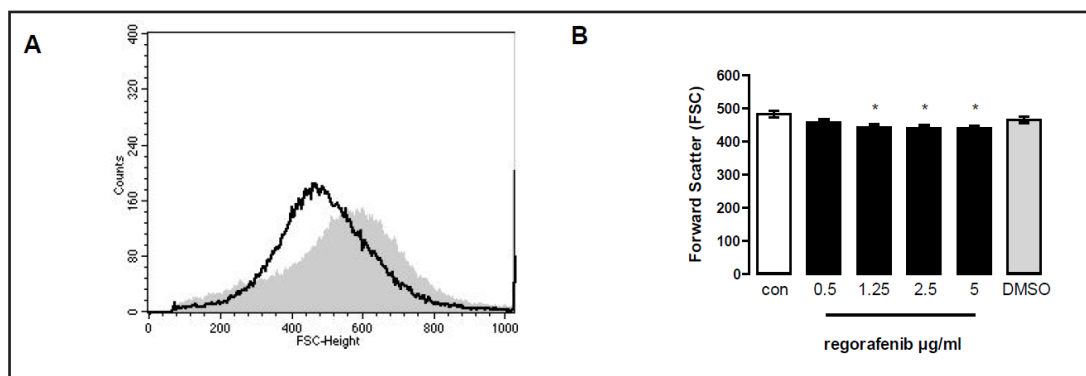 A
400
320
240
160
80
0
Counts
0 200 400 600 800 1000
FSC-Height
B
Forward Scatter (FSC)
600
500
400
300
200
100
0
* * *
con 0.5 1.25 2.5 5 DMSO
regorafenib µg/ml